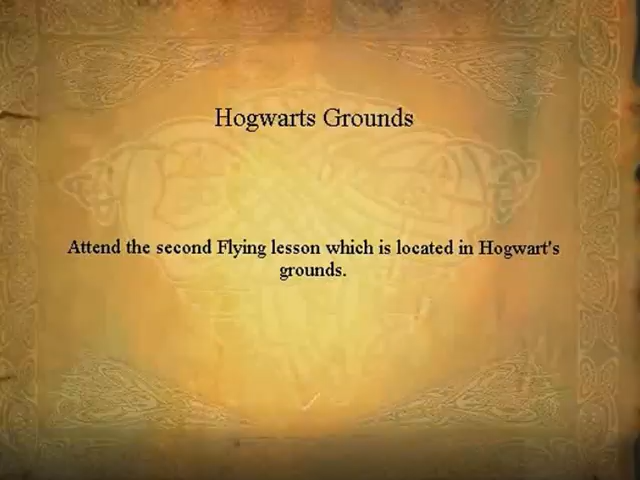 Hogwarts Grounds
Attend the second Flying lesson which is located in Hogwart's
grounds.